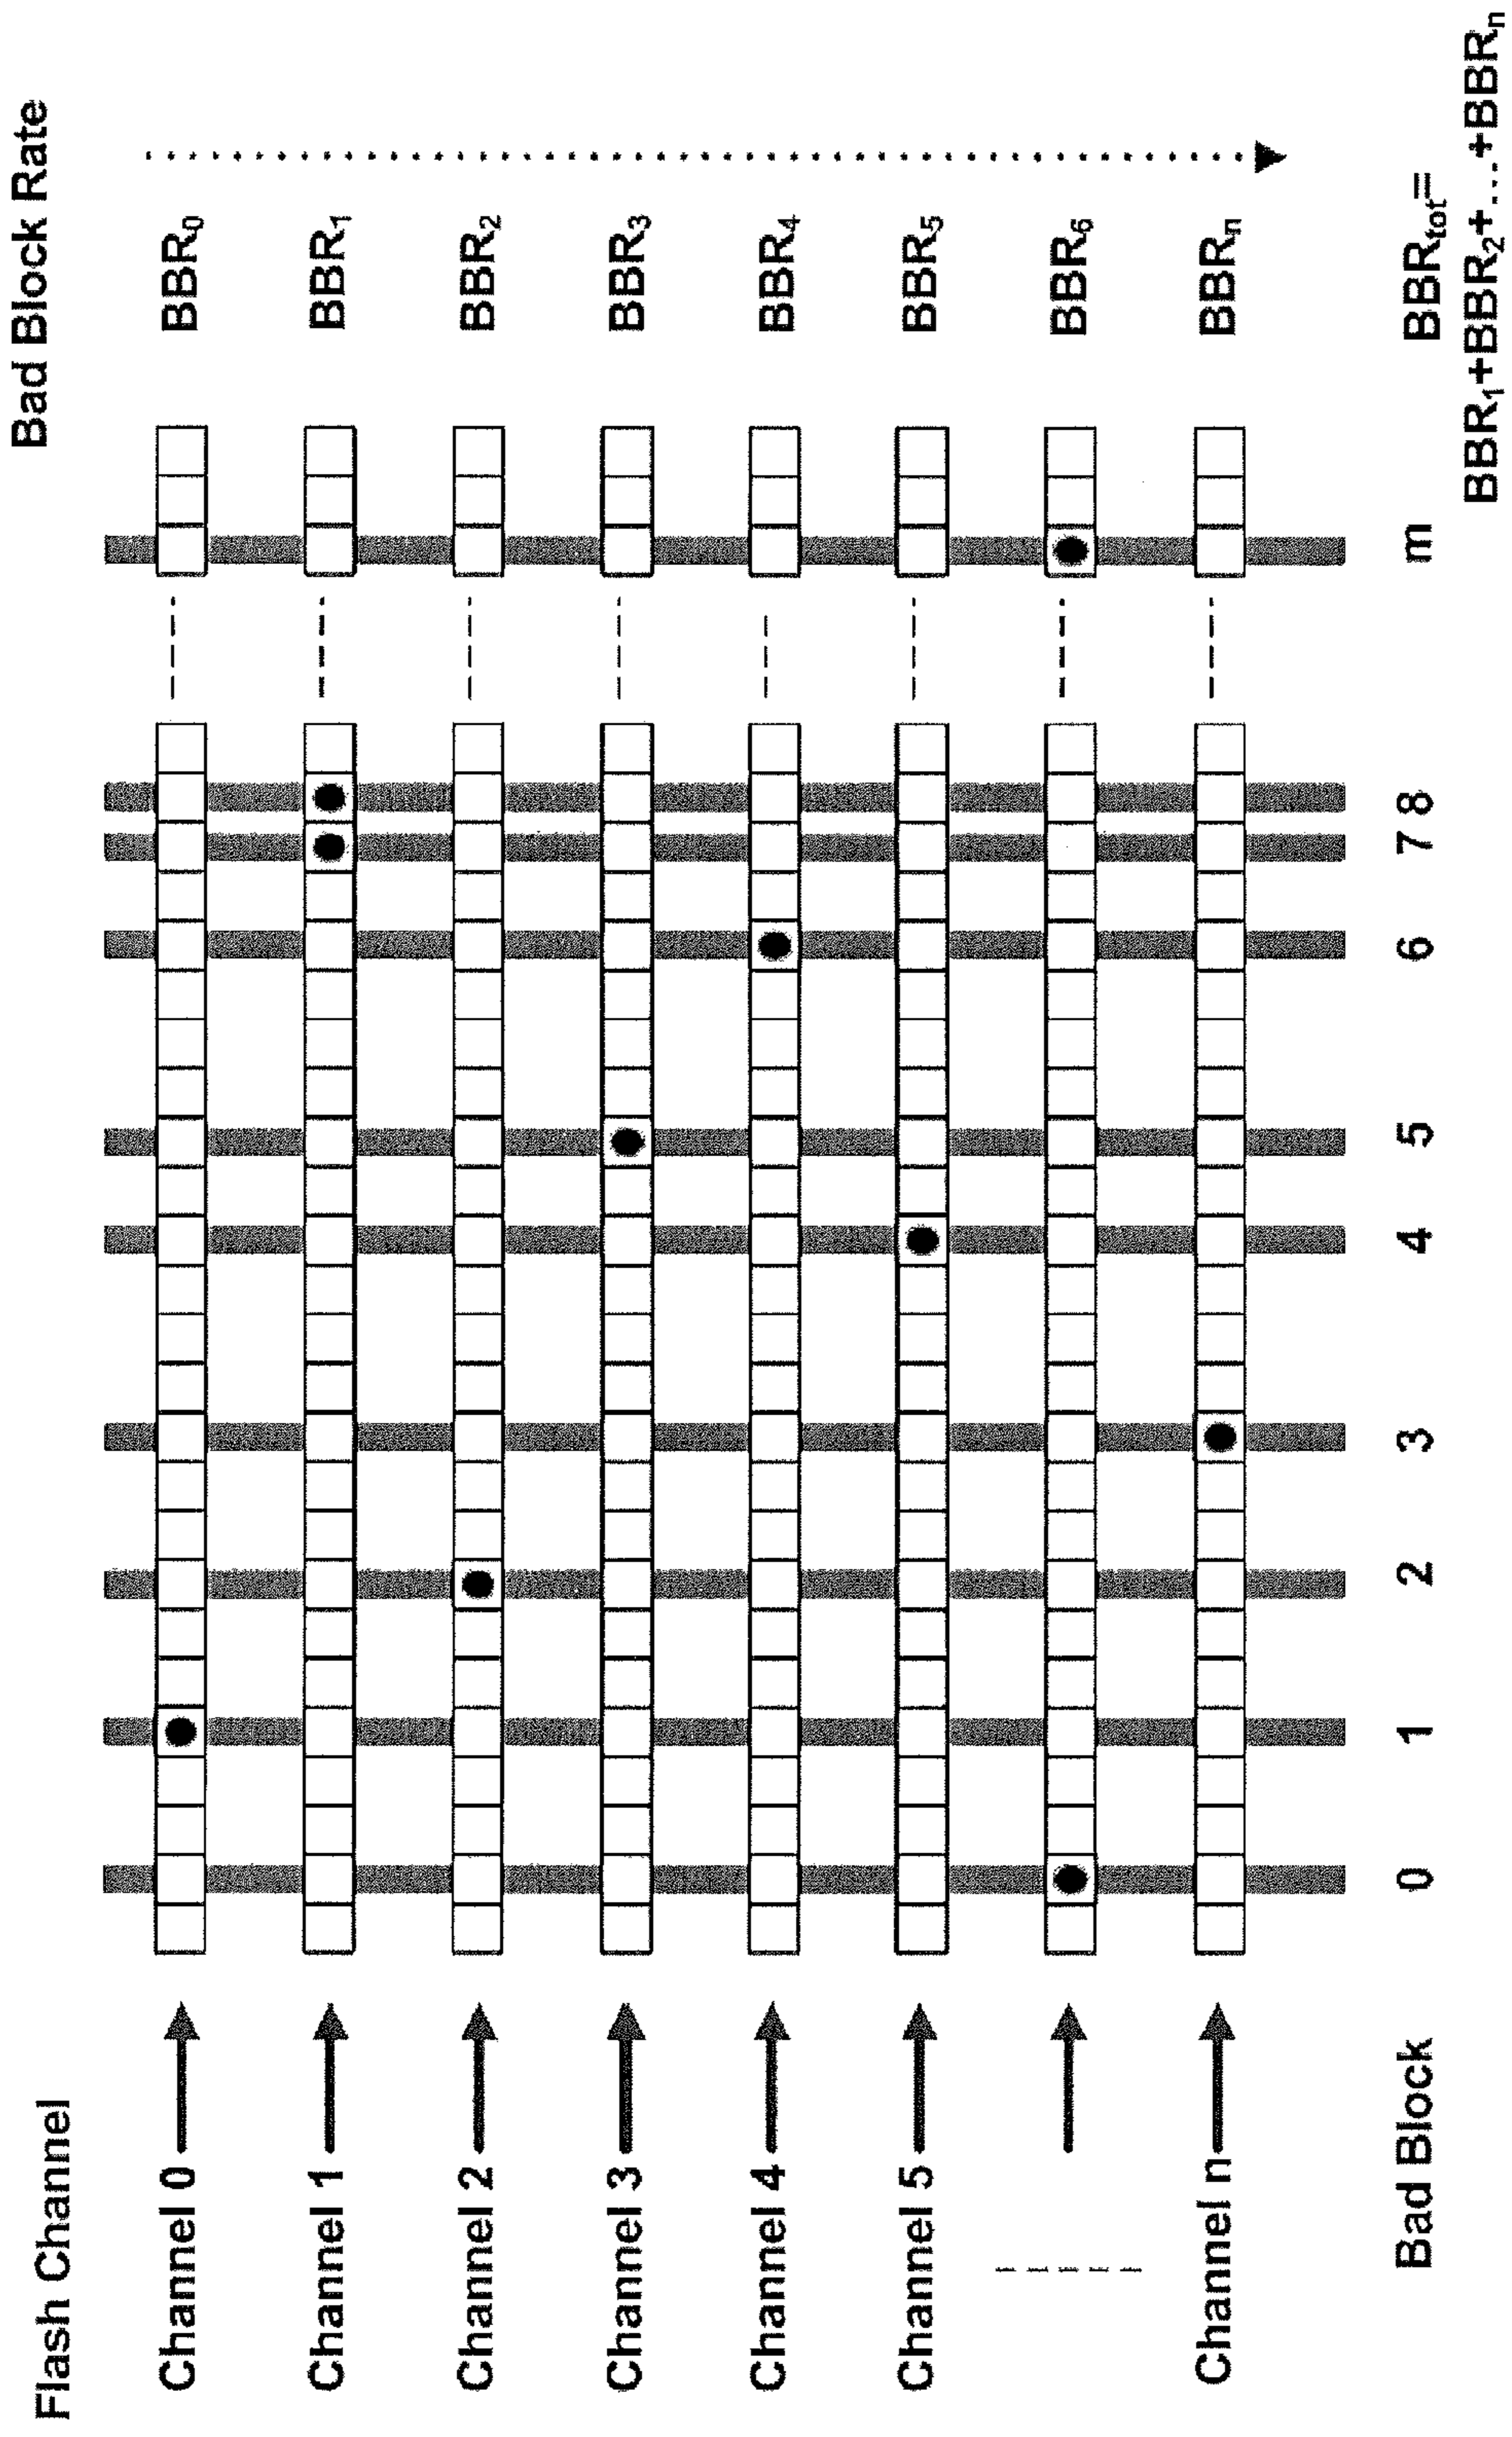 Flash Channel Bad Block Rate
Channel 0 BBR0
Channel 1 BBR1
Channel 2 BBR2
Channel 3 BBR3
Channel 4 BBR4
Channel 5 BBR5
BBR6
Channel n BBRn
Bad Block 0 1 2 3 4 5 6 7 8 m BBRtot=
BBR1+BBR2+...+BBRn